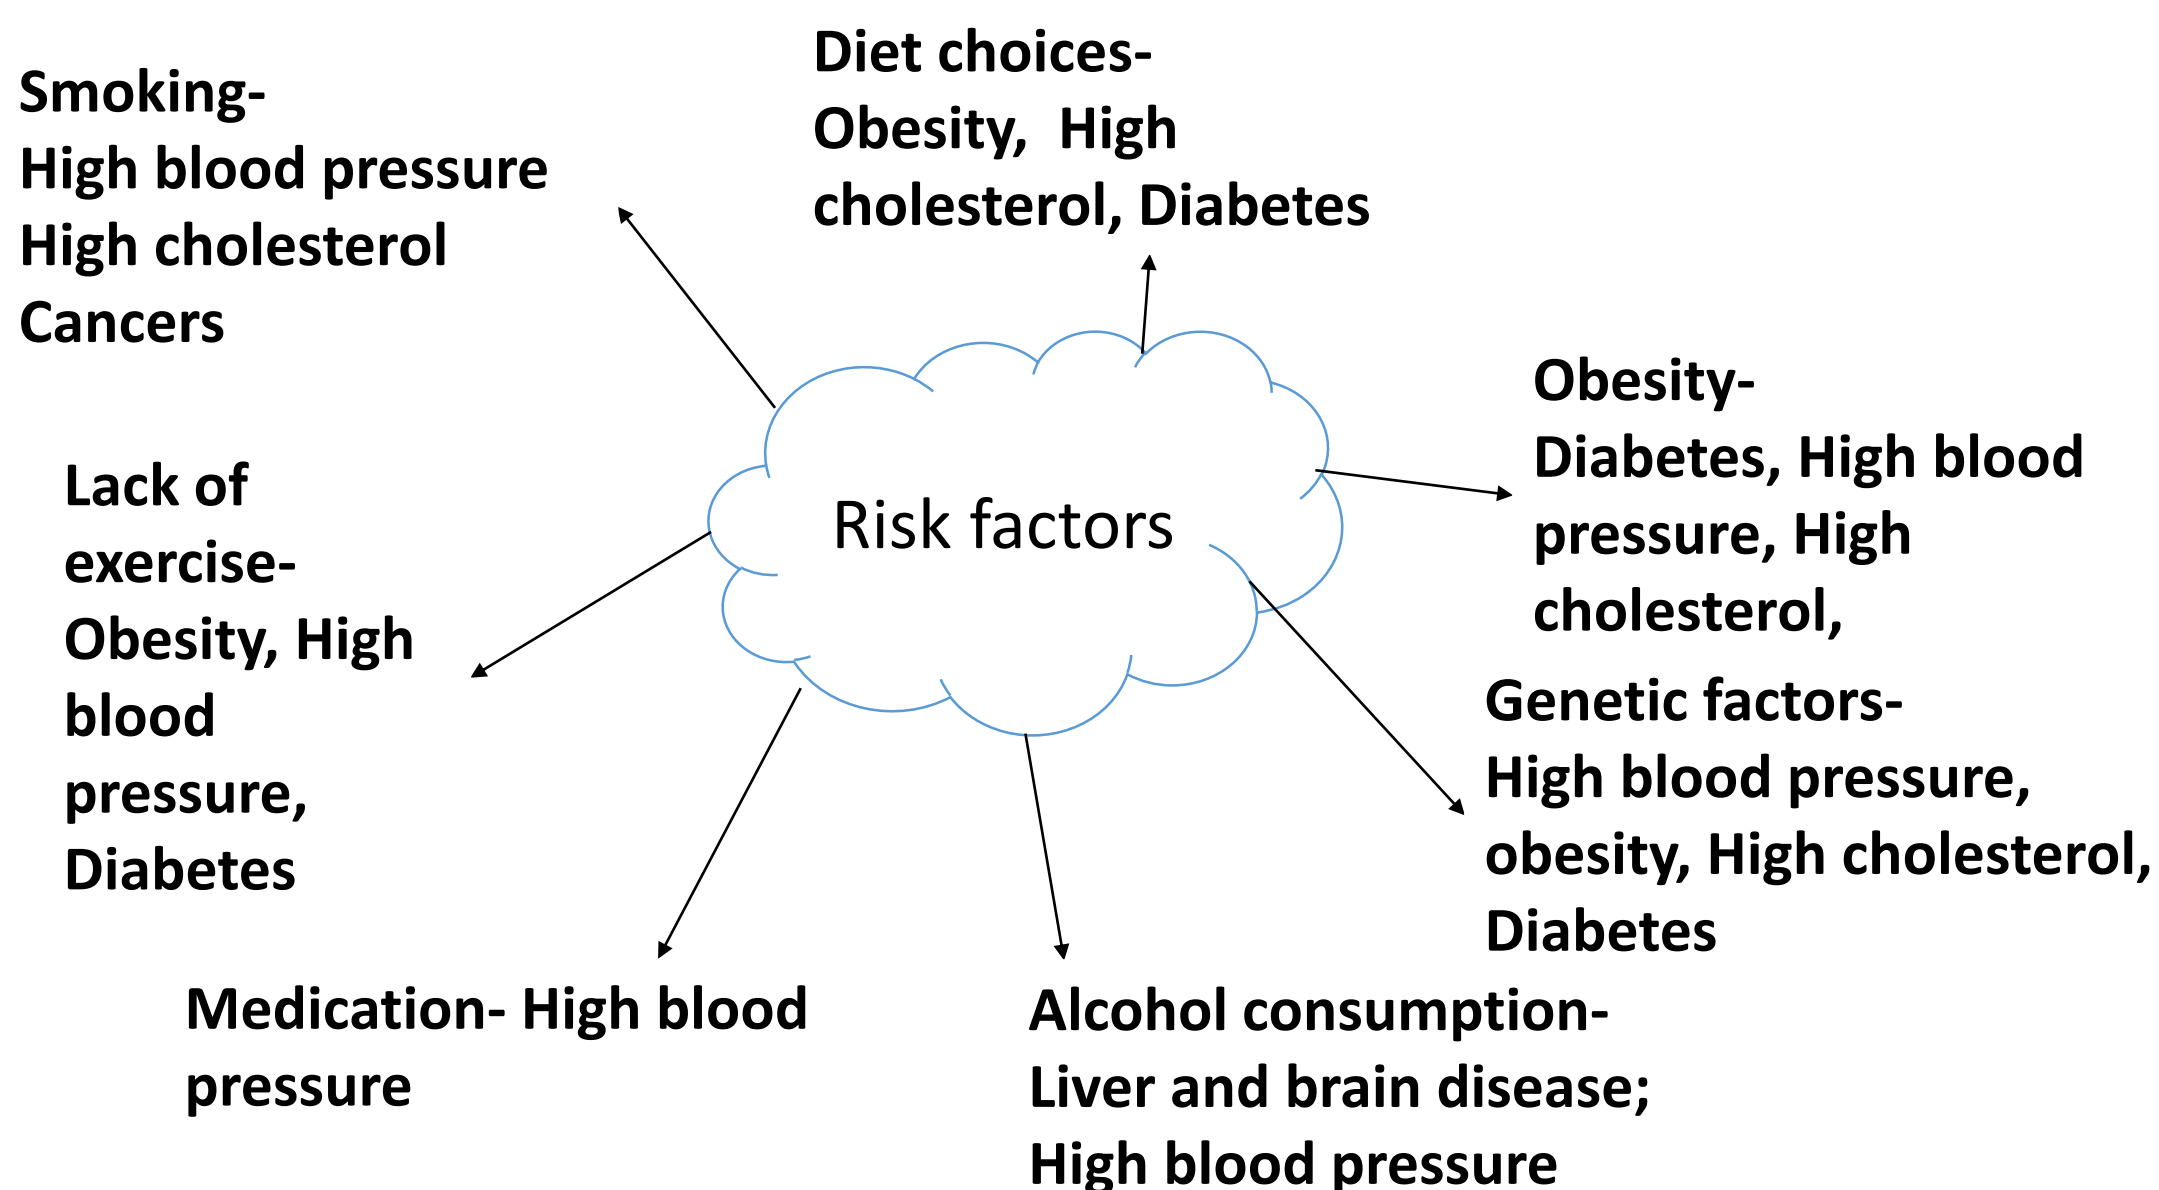 Smoking-
High blood pressure
High cholesterol
Cancers
Diet choices-
Obesity,  High
cholesterol, Diabetes
Obesity-
Diabetes, High blood
pressure, High
cholesterol,
Risk factors
Lack of
exercise-
Obesity, High
blood
pressure,
Diabetes
Genetic factors-
High blood pressure,
obesity, High cholesterol,
Diabetes
Medication- High blood
pressure
Alcohol consumption-
Liver and brain disease;
High blood pressure